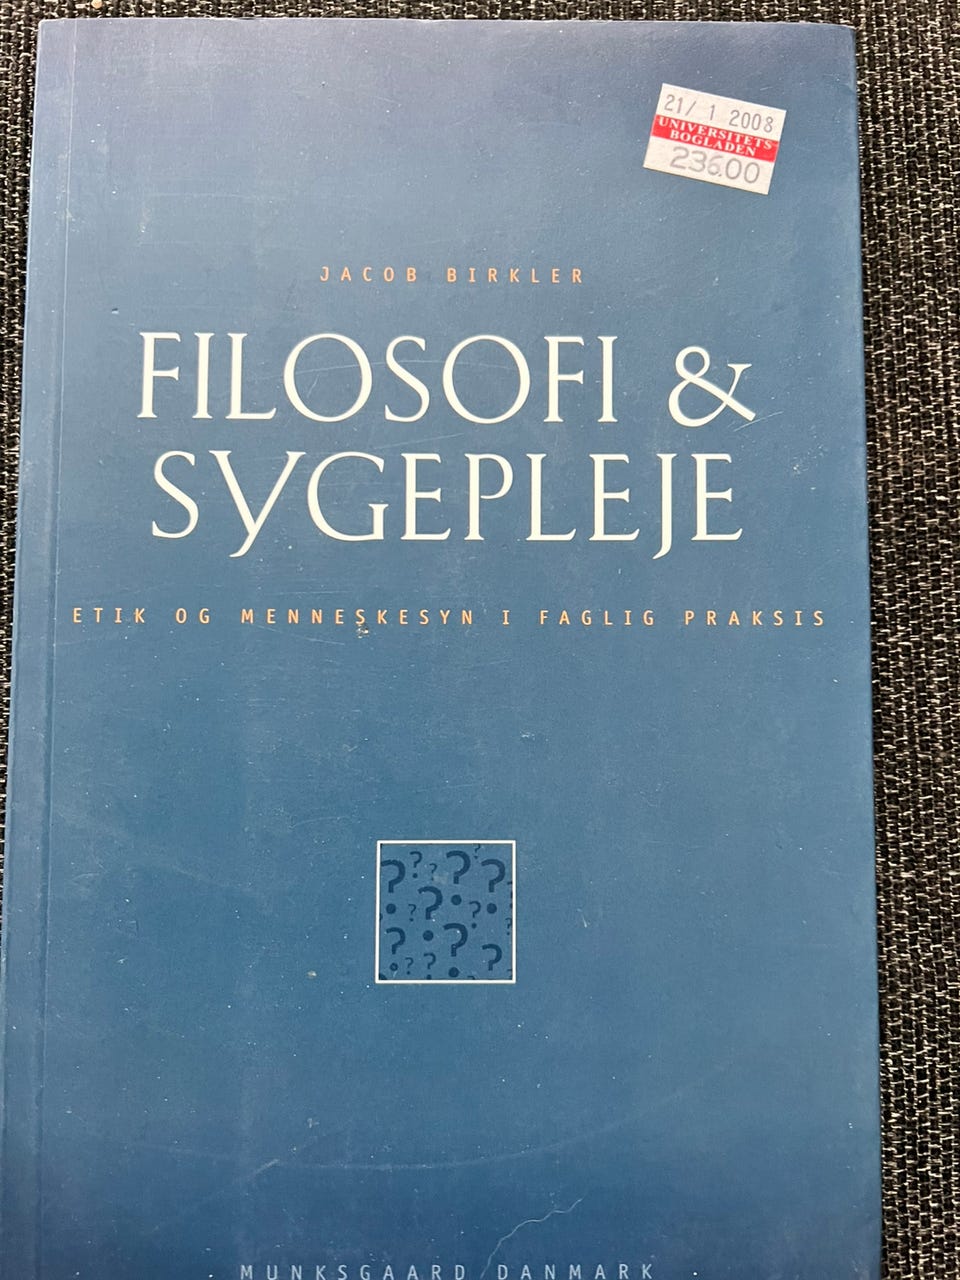 21/ 1 2008
UNIVERSITETS
BOGLADEN
236.00
JACOB BIRKLER
FILOSOFI &
SYGEPLEJE
ETIK OG MENNESKESYN I FAGLIG PRAKSIS
MUNKSGAARD DANMARK